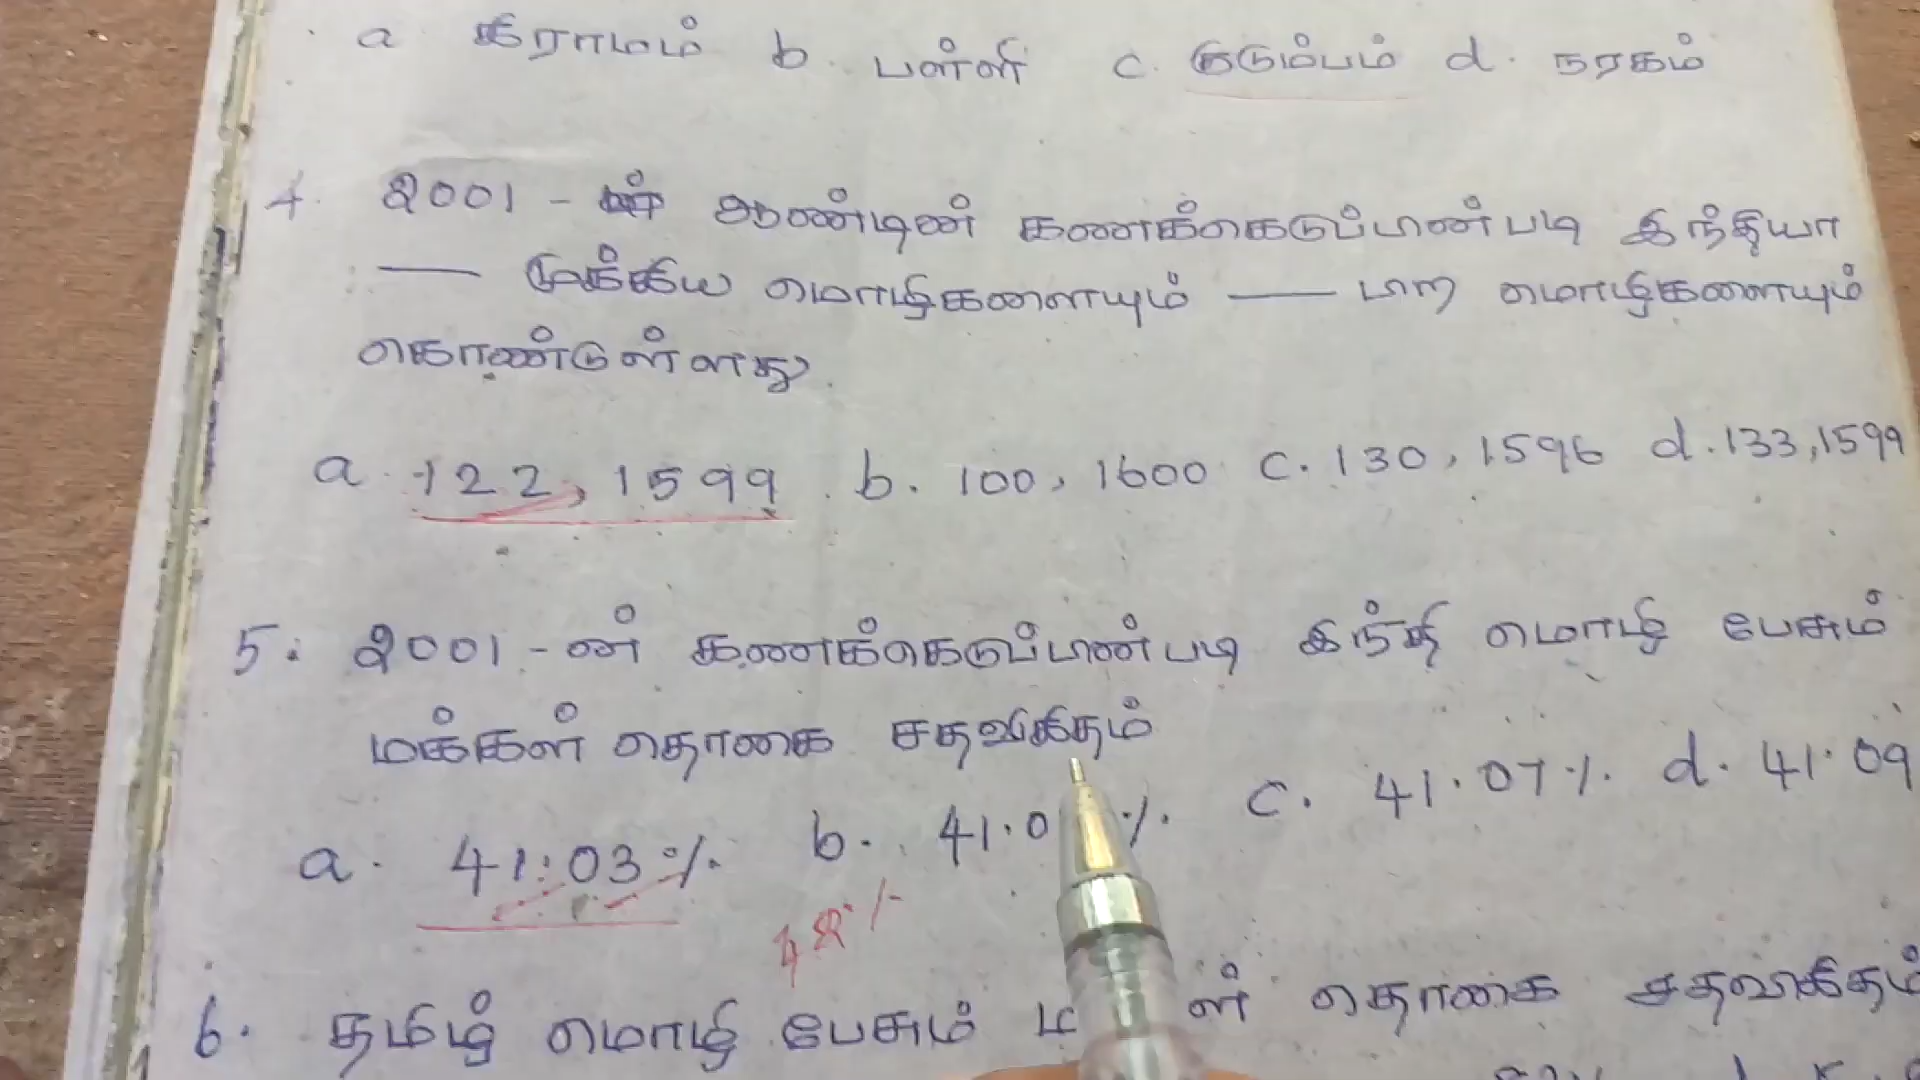 a கிராமம் b. பள்ளி c. குடும்பம் d. நரகம்
4. 2001 - ஆண்டின் கணக்கெடுப்பின்படி இந்தியா
—— முக்கிய மொழிகளையும் —— பிற மொழிகளையும்
கொண்டுள்ளது.
a. 122, 1599 b. 100, 1600 c. 130, 1596 d. 133, 1599
5. 2001 - ன் கணக்கெடுப்பின்படி இந்தி மொழி பேசும்
மக்கள் தொகை சதவிகிதம்
a. 41.03% b. 41.0 % c. 41.07% d. 41.09
42%
6. தமிழ் மொழி பேசும் தொகை சதவிகிதம்